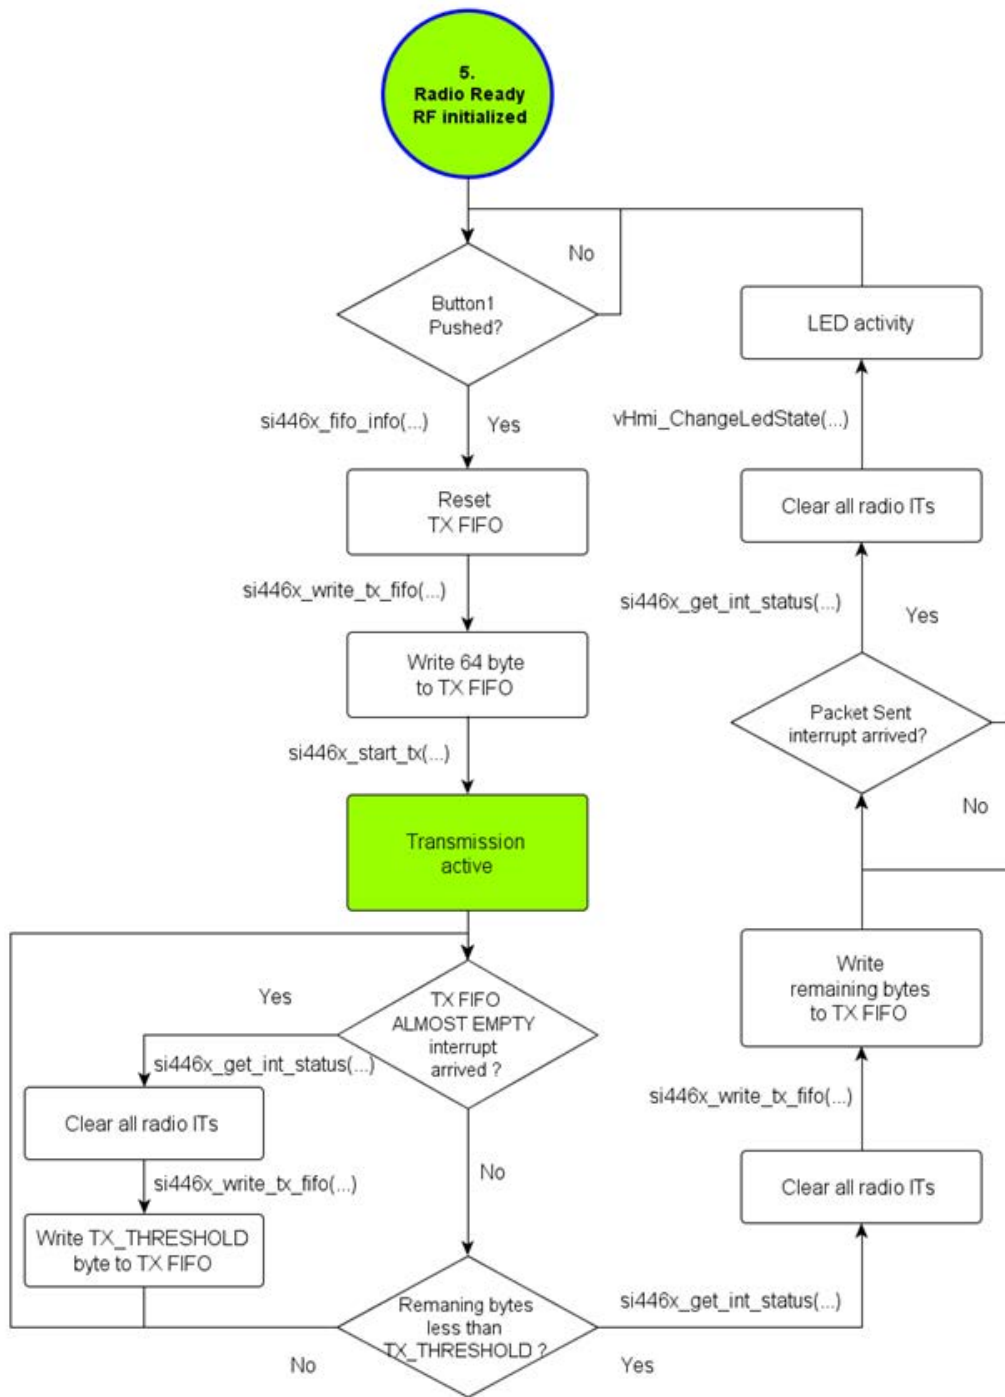 5.
Radio Ready
RF initialized
No
Button1
Pushed?
LED activity
si446x_fifo_info(...)
Yes
vHmi_ChangeLedState(...)
Reset
TX FIFO
Clear all radio ITs
si446x_write_tx_fifo(...)
si446x_get_int_status(...)
Yes
Write 64 byte
to TX FIFO
Packet Sent
interrupt arrived?
si446x_start_tx(...)
No
Transmission
active
Write
remaining bytes
to TX FIFO
Yes
TX FIFO
ALMOST EMPTY
interrupt
arrived ?
si446x_get_int_status(...)
si446x_write_tx_fifo(...)
Clear all radio ITs
No
Clear all radio ITs
si446x_write_tx_fifo(...)
Write TX_THRESHOLD
byte to TX FIFO
Remaning bytes
less than
TX_THRESHOLD ?
si446x_get_int_status(...)
No
Yes